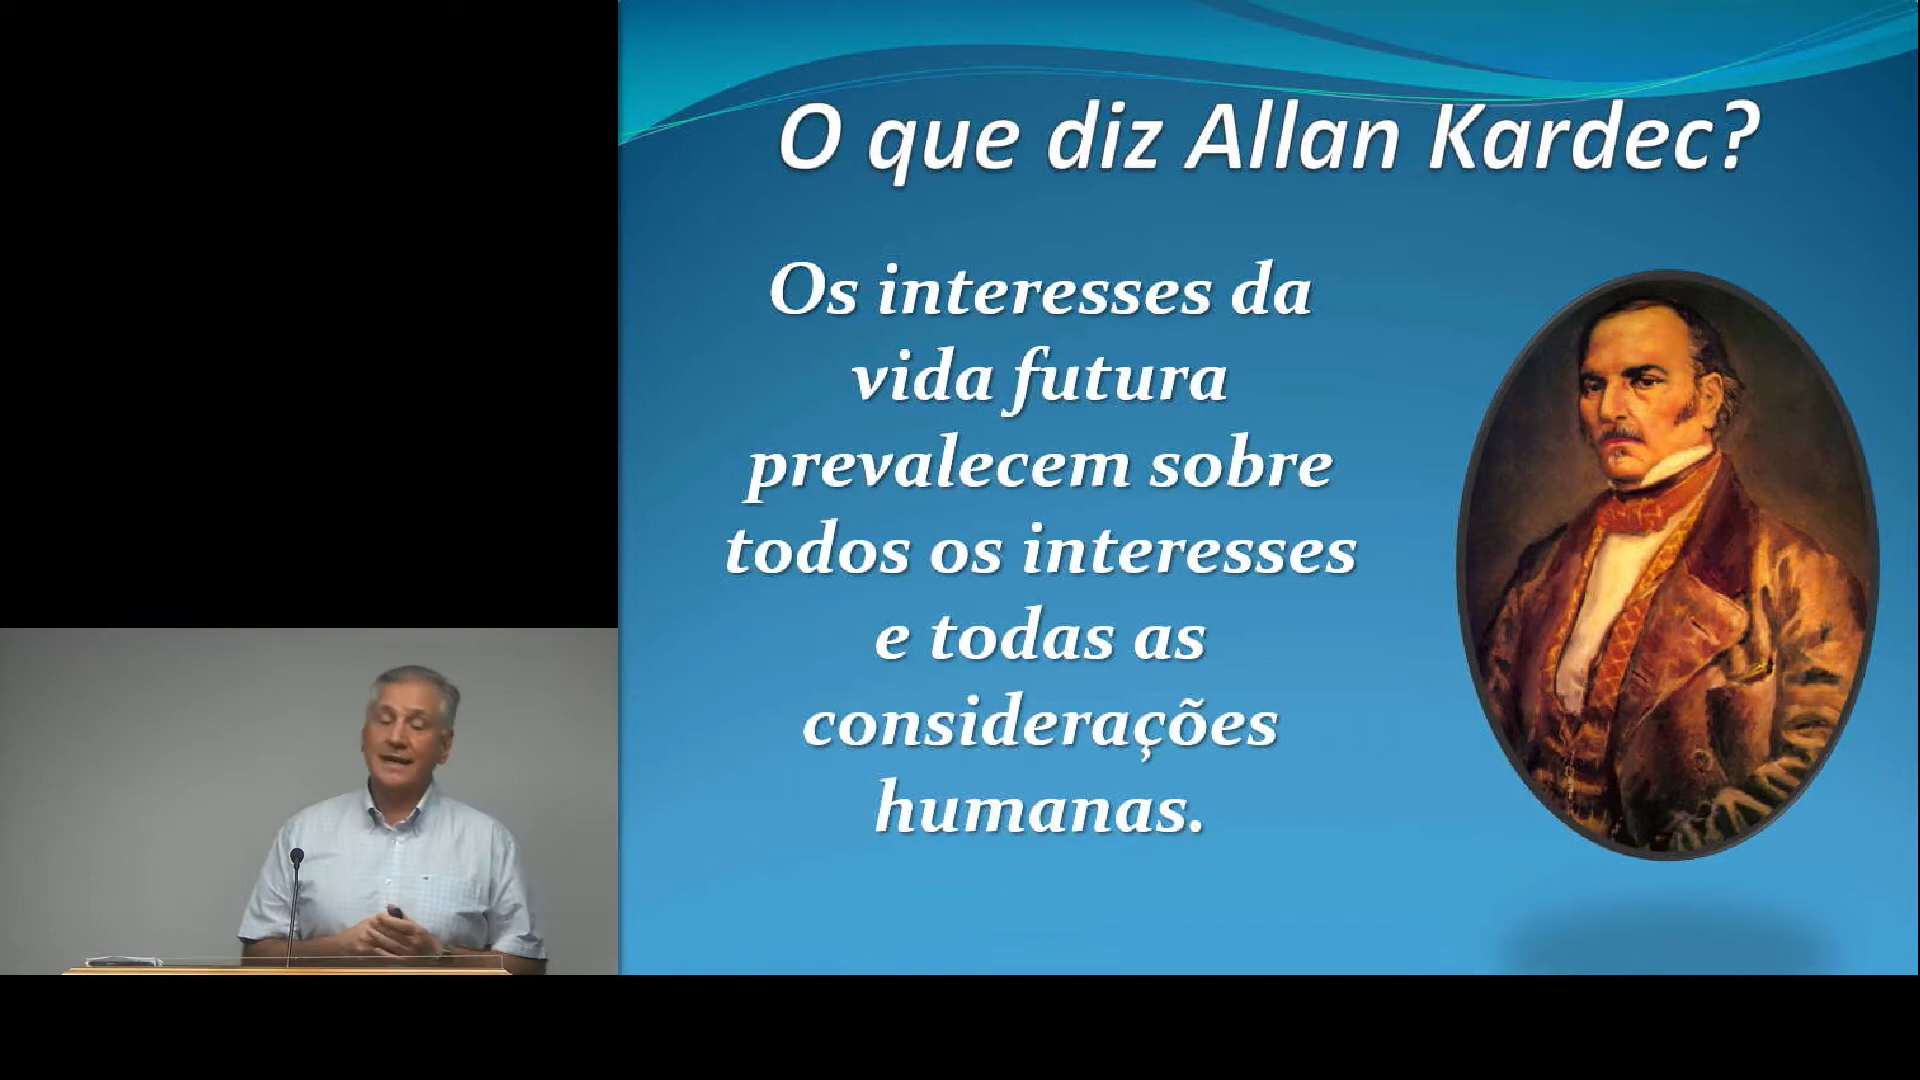 O que diz Allan Kardec?
Os interesses da
vida futura
prevalecem sobre
todos os interesses
e todas as
considerações
humanas.